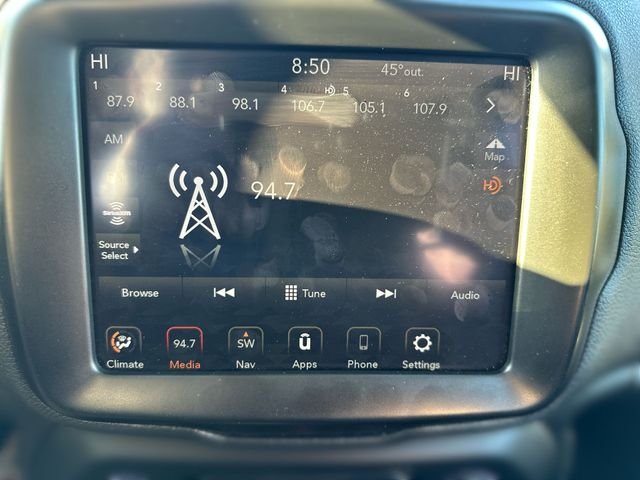 HI 8:50 45°out. HI
1 2 3 4 5 6
87.9 88.1 98.1 106.7 105.1 107.9
AM
Map
94.7
SiriusXM
Source
Select
Browse Tune Audio
94.7 SW
Climate Media Nav Apps Phone Settings